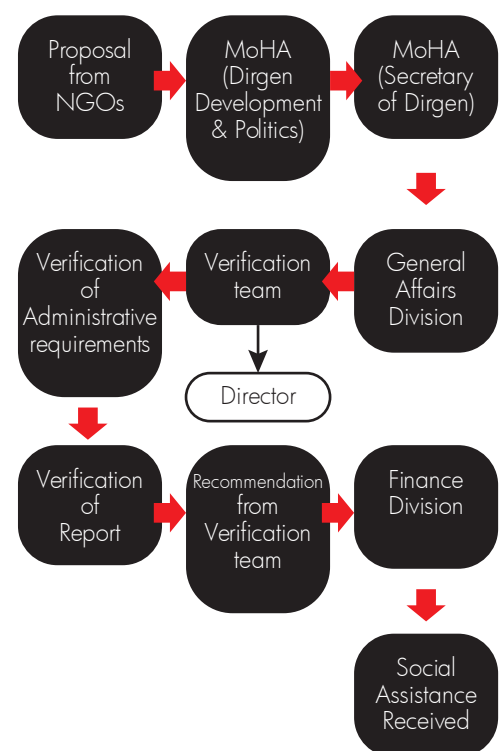 Proposal
from
NGOs
MoHA
(Dirgen
Development
& Politics)
MoHA
(Secretary
of Dirgen)
General
Affairs
Division
Verification
team
Director
Verification
of
Administrative
requirements
Verification
of
Report
Recommendation
from
Verification
team
Finance
Division
Social
Assistance
Received